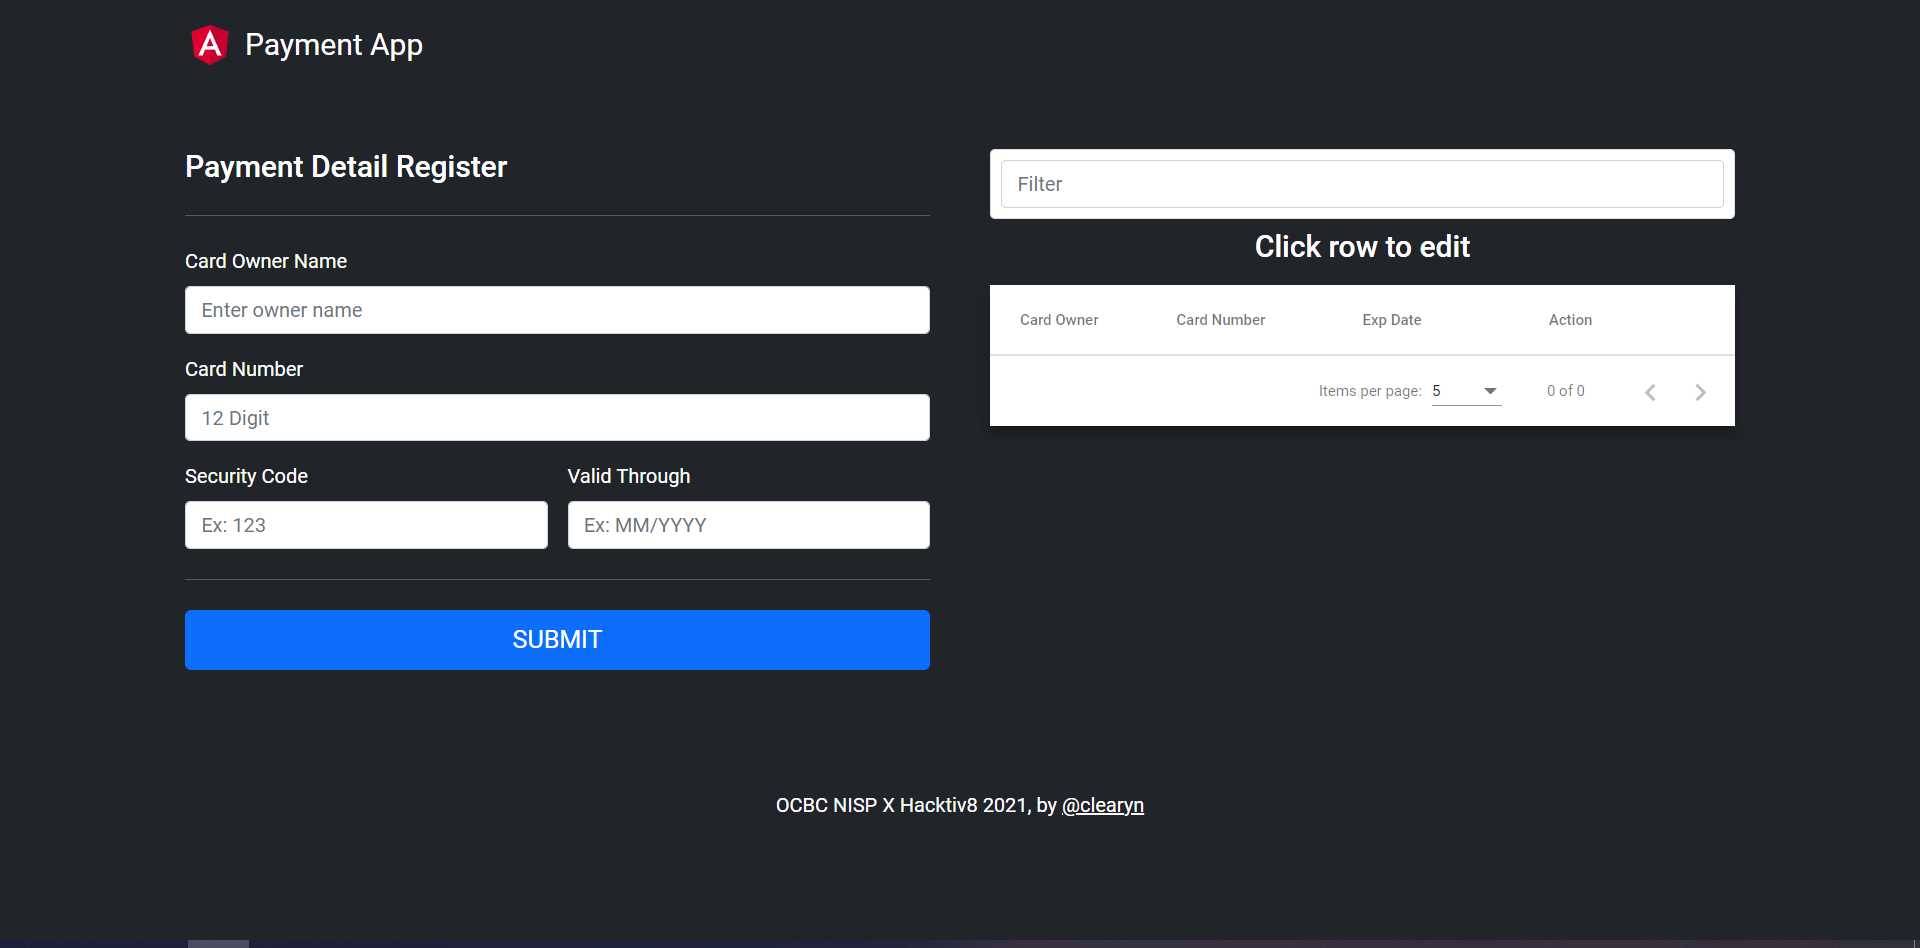 Payment App
Payment Detail Register
Card Owner Name
Enter owner name
Card Number
12 Digit
Security Code Valid Through
Ex: 123 Ex: MM/YYYY
SUBMIT
Filter
Click row to edit
Card Owner Card Number Exp Date Action
Items per page: 5 0 of 0
OCBC NISP X Hacktiv8 2021, by @clearyn